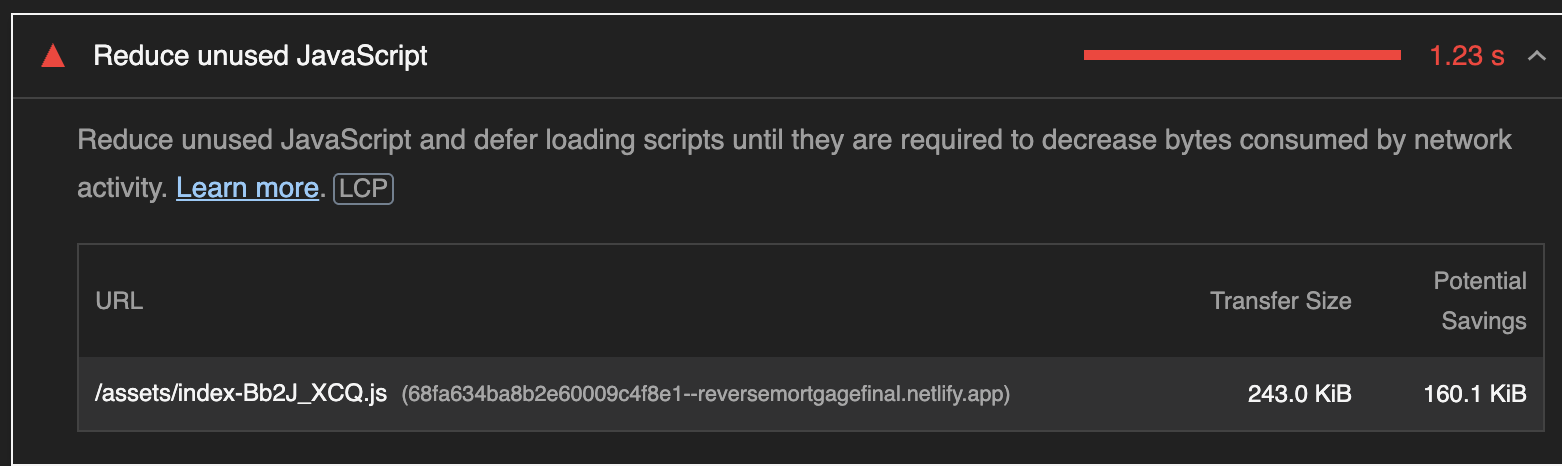 Reduce unused JavaScript 1.23 s
Reduce unused JavaScript and defer loading scripts until they are required to decrease bytes consumed by network
activity. Learn more. LCP
URL Transfer Size Potential
Savings
/assets/index-Bb2J_XCQ.js (68fa634ba8b2e60009c4f8e1--reversemortgagefinal.netlify.app) 243.0 KiB 160.1 KiB